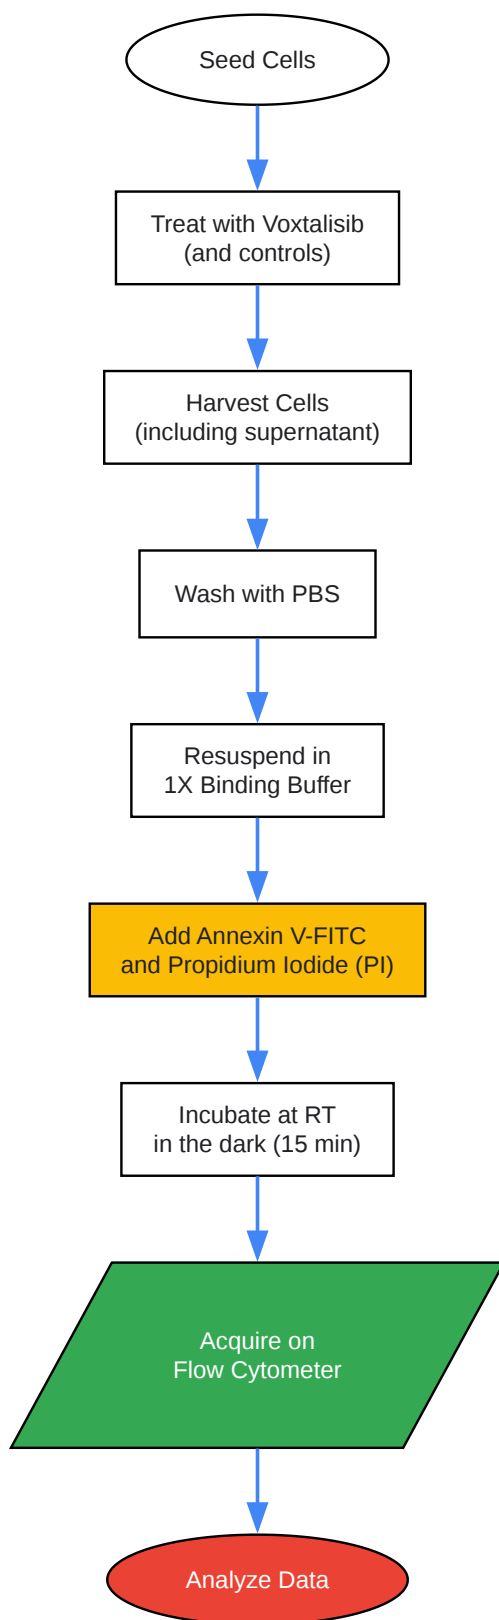 Seed Cells
Treat with Voxtalisib
(and controls)
Harvest Cells
(including supernatant)
Wash with PBS
Resuspend in
1X Binding Buffer
Add Annexin V-FITC
and Propidium Iodide (PI)
Incubate at RT
in the dark (15 min)
Acquire on
Flow Cytometer
Analyze Data